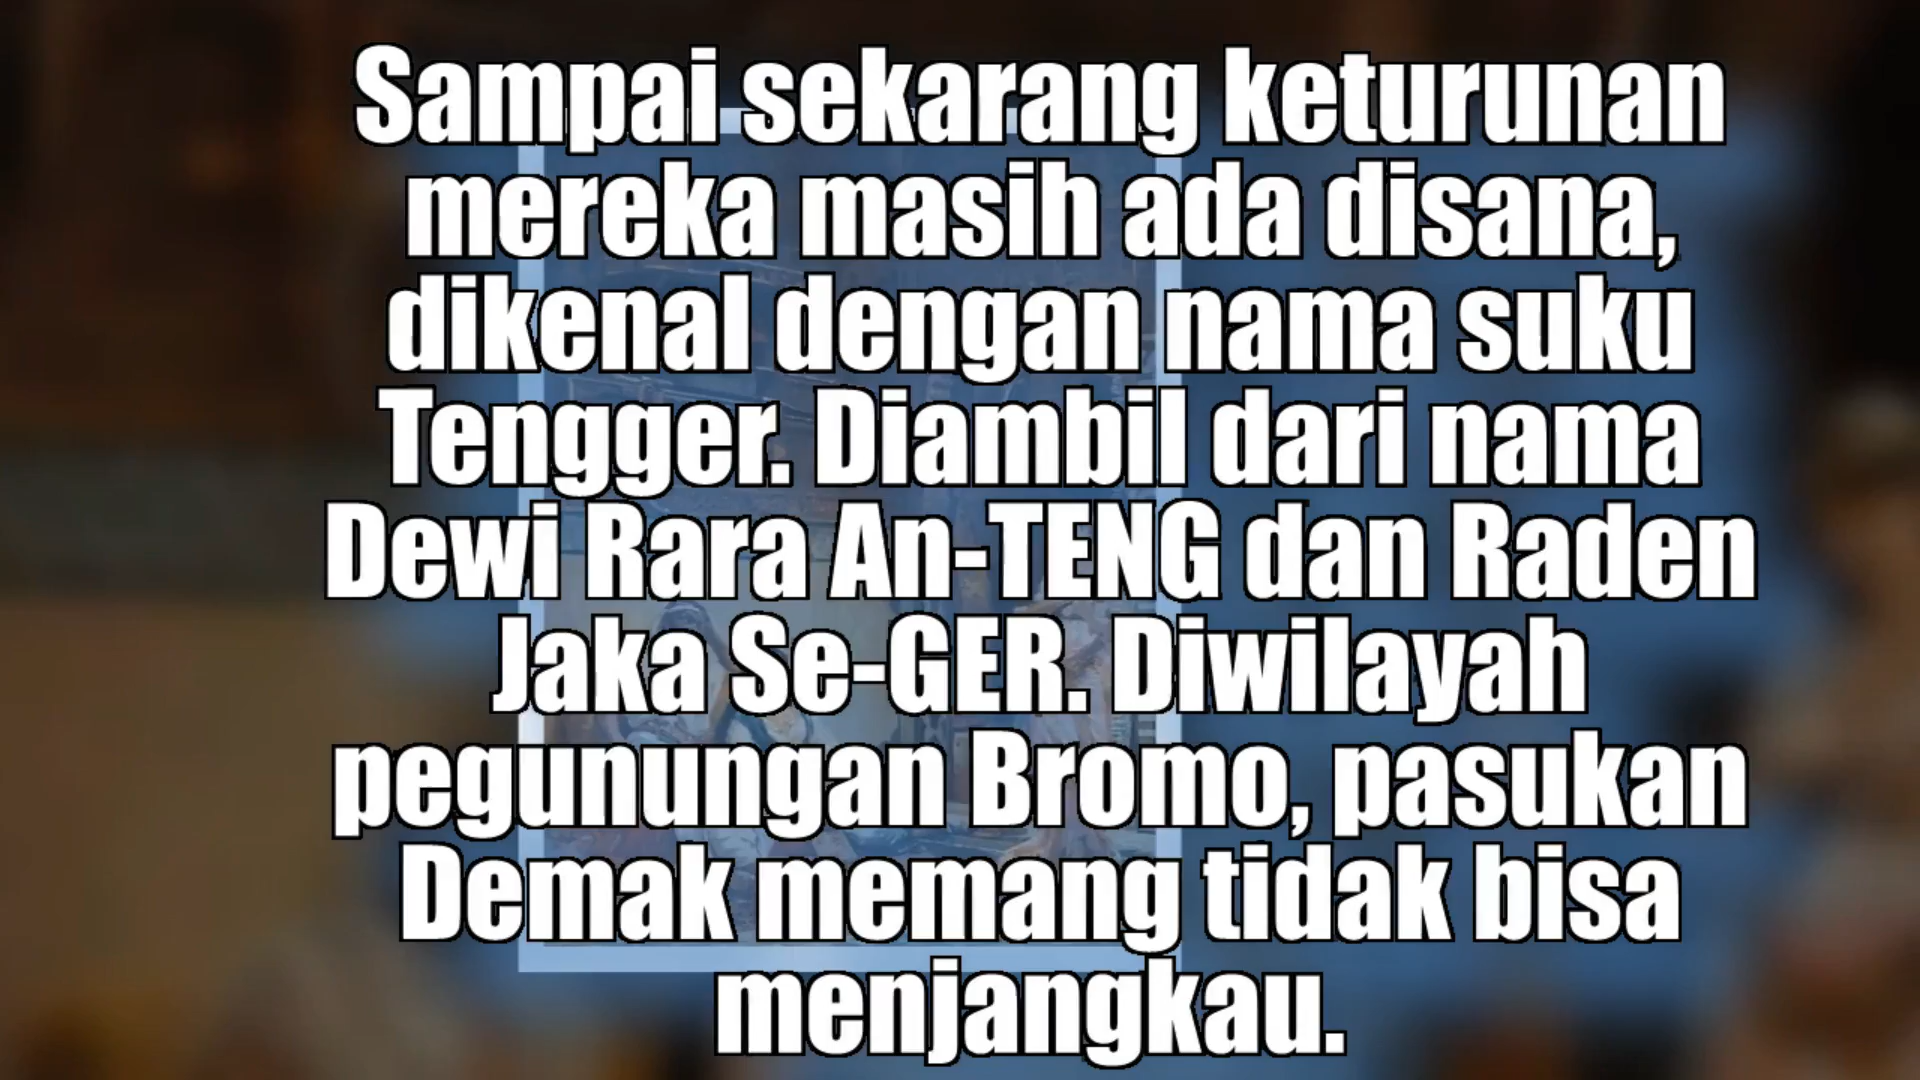 Sampai sekarang keturunan
mereka masih ada disana,
dikenal dengan nama suku
Tengger. Diambil dari nama
Dewi Rara An-TENG dan Raden
Jaka Se-GER. Diwilayah
pegunungan Bromo, pasukan
Demak memang tidak bisa
menjangkau.